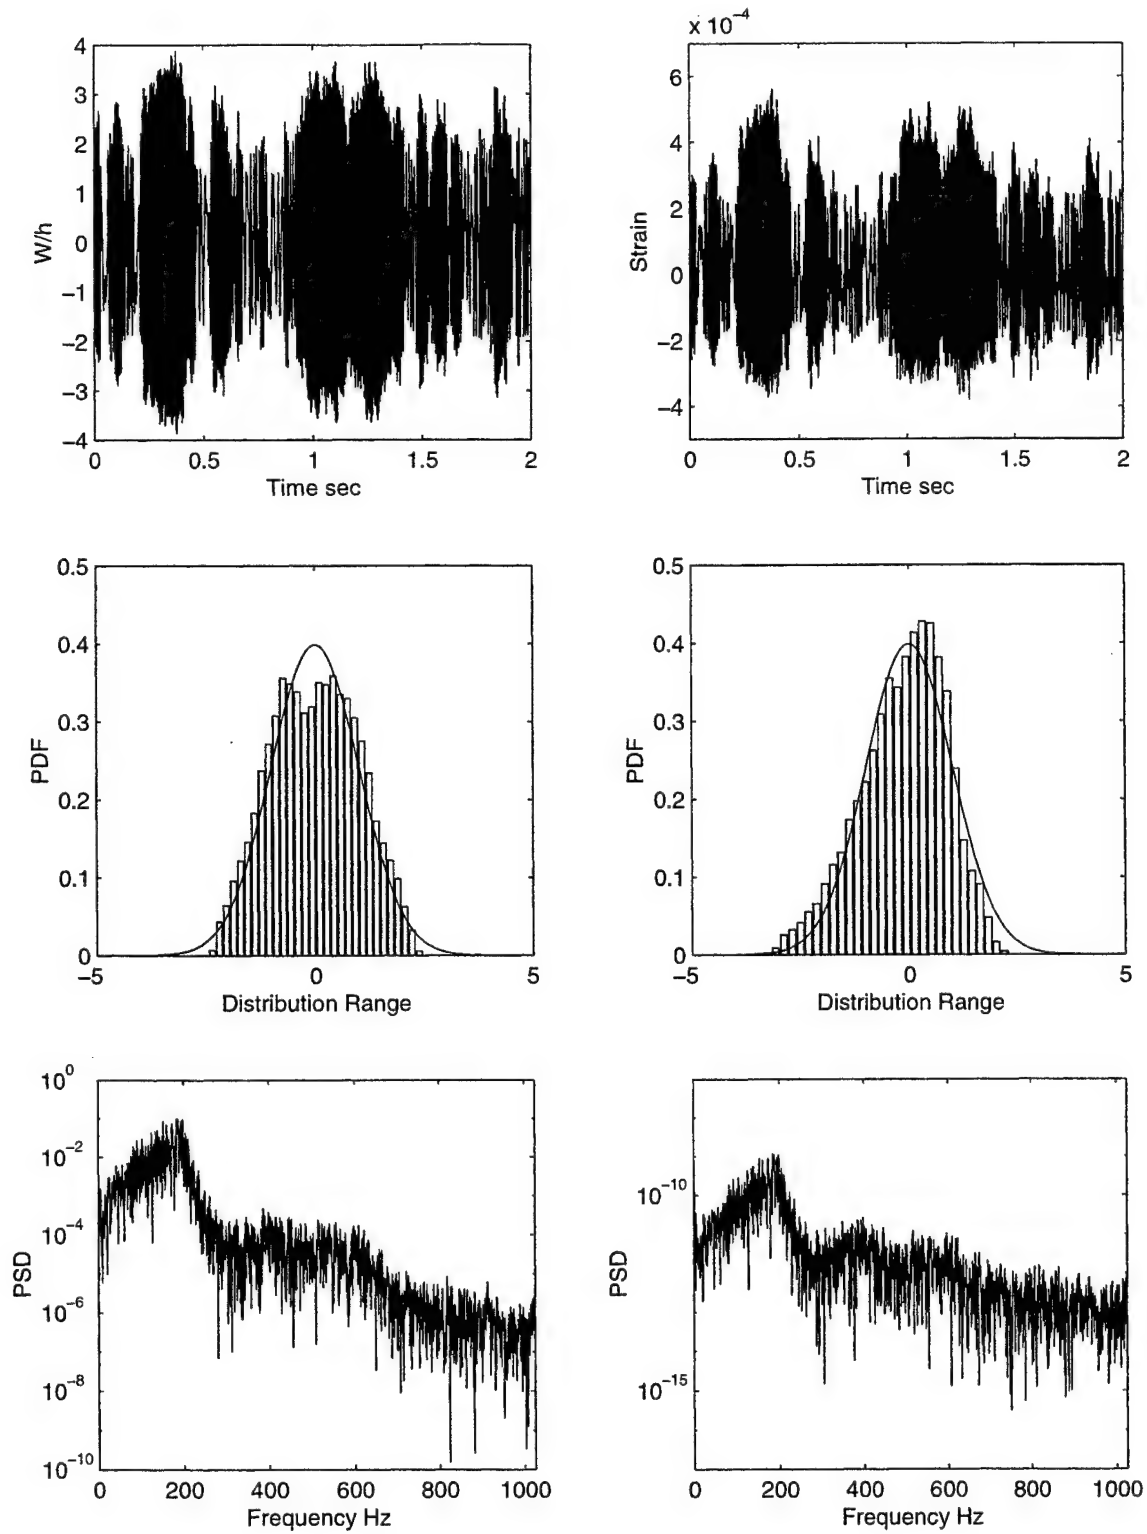 4
3
2
1
0
−1
−2
−3
−4
W/h
0 0.5 1 1.5 2
Time sec
x 10⁻⁴
6
4
2
0
−2
−4
Strain
0 0.5 1 1.5 2
Time sec
0.5
0.4
0.3
0.2
0.1
0
PDF
−5 0 5
Distribution Range
0.5
0.4
0.3
0.2
0.1
0
PDF
−5 0 5
Distribution Range
10⁰
10⁻²
10⁻⁴
10⁻⁶
10⁻⁸
10⁻¹⁰
PSD
0 200 400 600 800 1000
Frequency Hz
10⁻¹⁰
10⁻¹⁵
PSD
0 200 400 600 800 1000
Frequency Hz